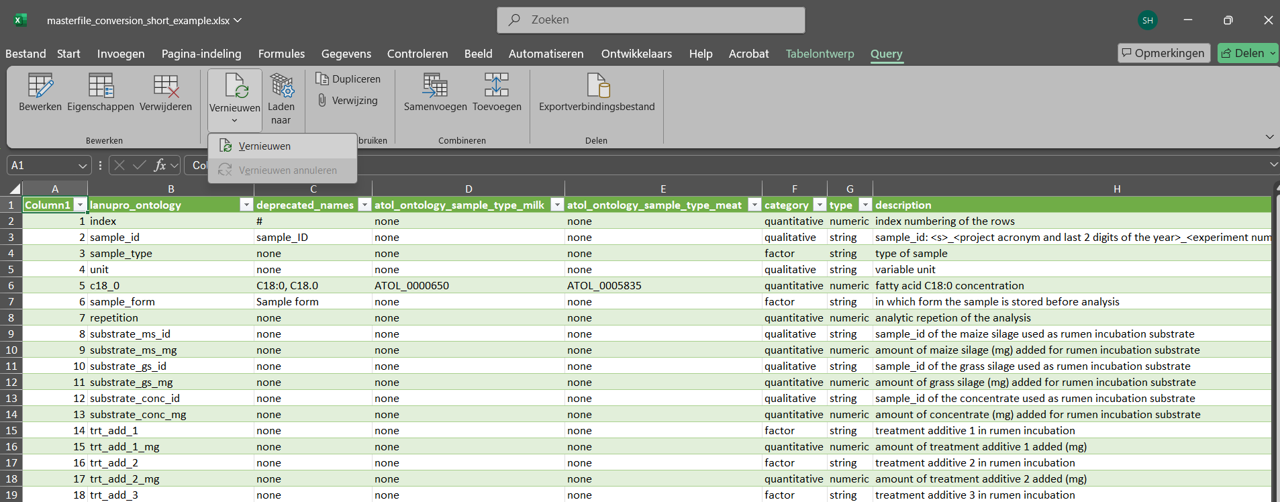 masterfile_conversion_short_example.xlsx
Zoeken
SH
Bestand Start Invoegen Pagina-indeling Formules Gegevens Controleren Beeld Automatiseren Ontwikkelaars Help Acrobat Tabelontwerp Query Opmerkingen Delen
Bewerken Eigenschappen Verwijderen Vernieuwen Laden naar Dupliceren Verwijzing Samenvoegen Toevoegen Exportverbindingsbestand
Bewerken bruiken Combineren Delen
Vernieuwen
Vernieuwen annuleren
A1 fx Col
A B C D E F G H
1 Column1 lanupro_ontology deprecated_names atol_ontology_sample_type_milk atol_ontology_sample_type_meat category type description
2 1 index # none none quantitative numeric index numbering of the rows
3 2 sample_id sample_ID none none qualitative string sample_id: <s>_<project acronym and last 2 digits of the year>_<experiment num
4 3 sample_type none none none factor string type of sample
5 4 unit none none none qualitative string variable unit
6 5 c18_0 C18:0, C18.0 ATOL_0000650 ATOL_0005835 quantitative numeric fatty acid C18:0 concentration
7 6 sample_form Sample form none none factor string in which form the sample is stored before analysis
8 7 repetition none none none quantitative numeric analytic repetion of the analysis
9 8 substrate_ms_id none none none qualitative string sample_id of the maize silage used as rumen incubation substrate
10 9 substrate_ms_mg none none none quantitative numeric amount of maize silage (mg) added for rumen incubation substrate
11 10 substrate_gs_id none none none qualitative string sample_id of the grass silage used as rumen incubation substrate
12 11 substrate_gs_mg none none none quantitative numeric amount of grass silage (mg) added for rumen incubation substrate
13 12 substrate_conc_id none none none qualitative string sample_id of the concentrate used as rumen incubation substrate
14 13 substrate_conc_mg none none none quantitative numeric amount of concentrate (mg) added for rumen incubation substrate
15 14 trt_add_1 none none none factor string treatment additive 1 in rumen incubation
16 15 trt_add_1_mg none none none quantitative numeric amount of treatment additive 1 added (mg)
17 16 trt_add_2 none none none factor string treatment additive 2 in rumen incubation
18 17 trt_add_2_mg none none none quantitative numeric amount of treatment additive 2 added (mg)
19 18 trt_add_3 none none none factor string treatment additive 3 in rumen incubation